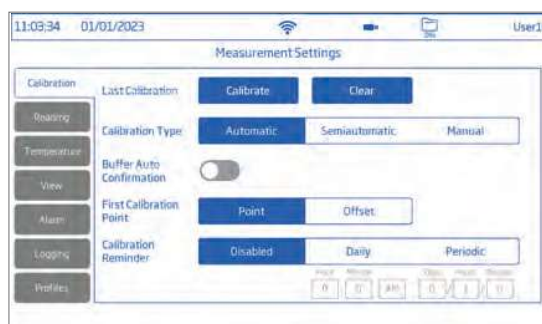 11:03:34 01/01/2023 User1
Measurement Settings
Calibration
Last Calibration Calibrate Clear
Reading
Calibration Type Automatic Semiautomatic Manual
Temperature
Buffer Auto
Confirmation
View
First Calibration
Point Point Offset
Alarm
Calibration
Reminder Disabled Daily Periodic
Logging
Hour Minute Days Hours Minutes
0 0 AM 0 / 1 / 0
Profiles